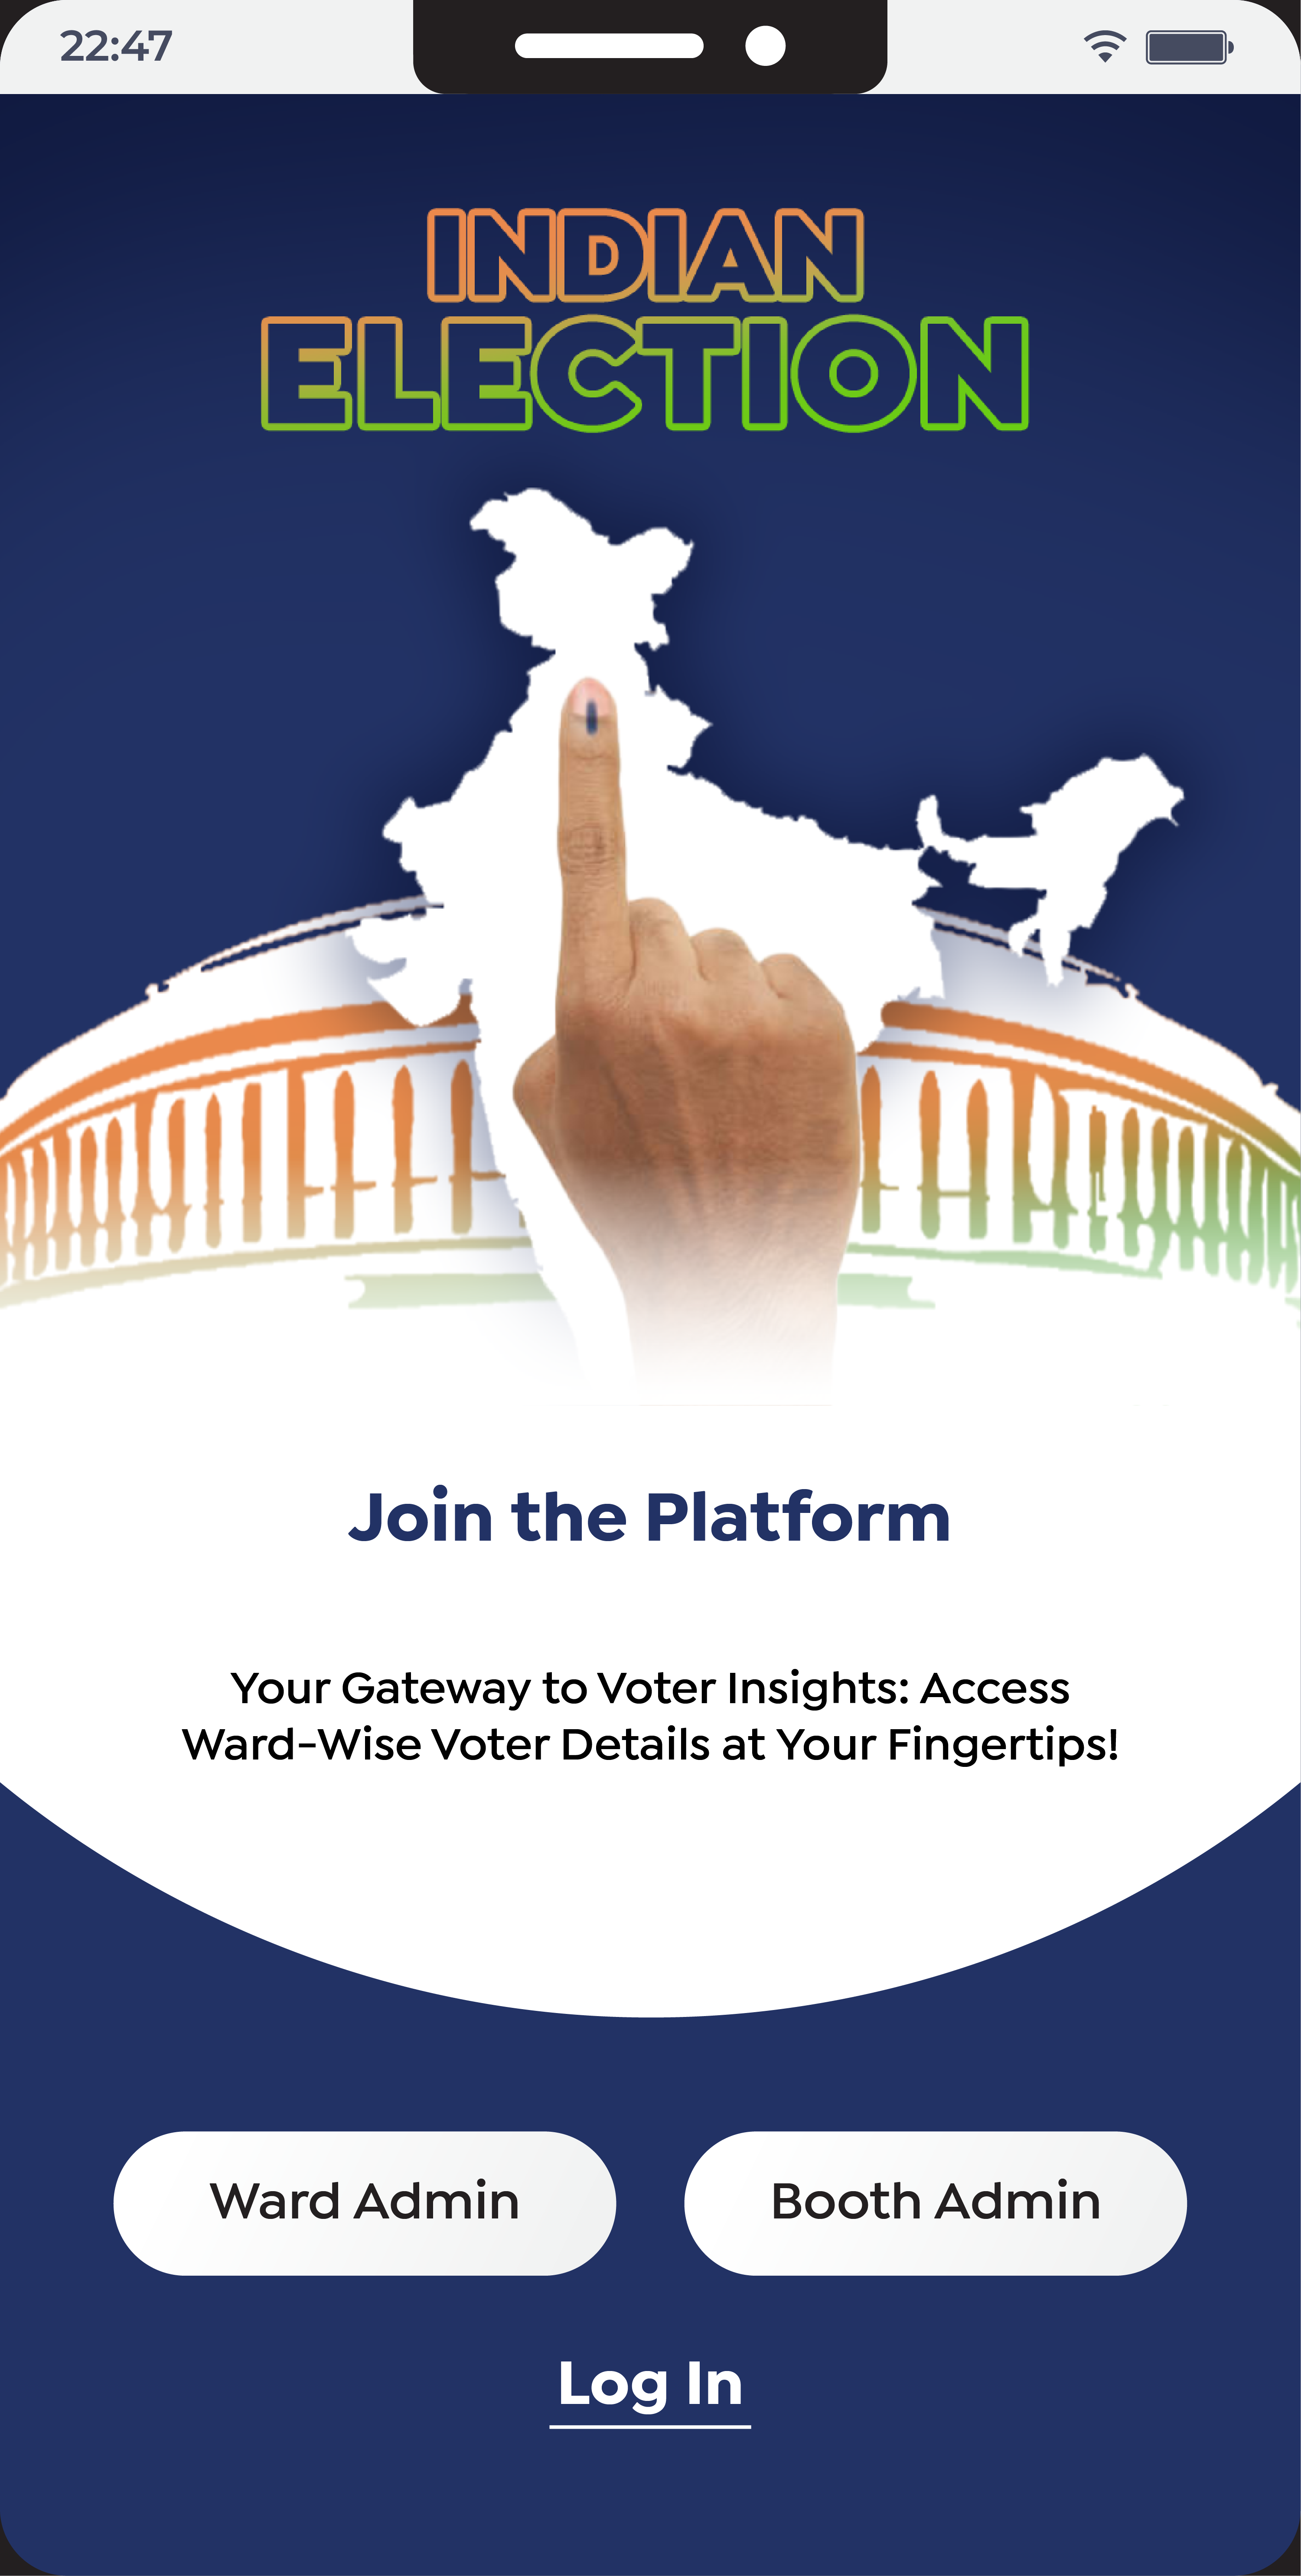 22:47
INDIAN
ELECTION
Join the Platform
Your Gateway to Voter Insights: Access
Ward-Wise Voter Details at Your Fingertips!
Ward Admin
Booth Admin
Log In